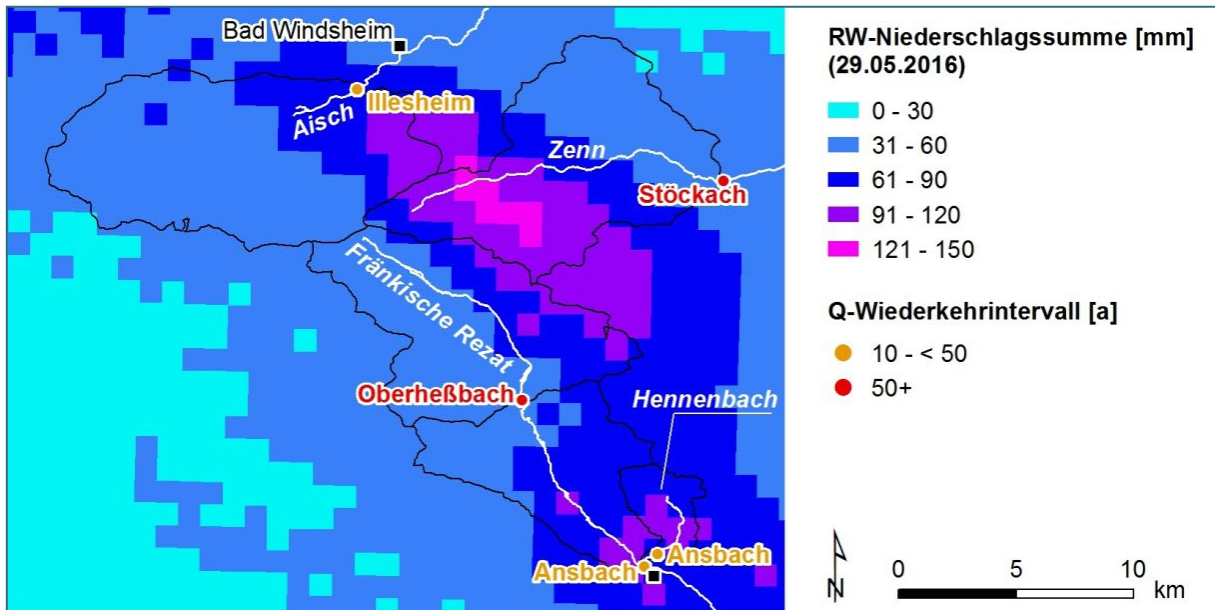 Bad Windsheim
Illesheim
Aisch
Zenn
Stöckach
Fränkische Rezat
Oberheßbach
Hennenbach
Ansbach
Ansbach
RW-Niederschlagssumme [mm]
(29.05.2016)
0 - 30
31 - 60
61 - 90
91 - 120
121 - 150
Q-Wiederkehrintervall [a]
10 - < 50
50+
N
0 5 10
km